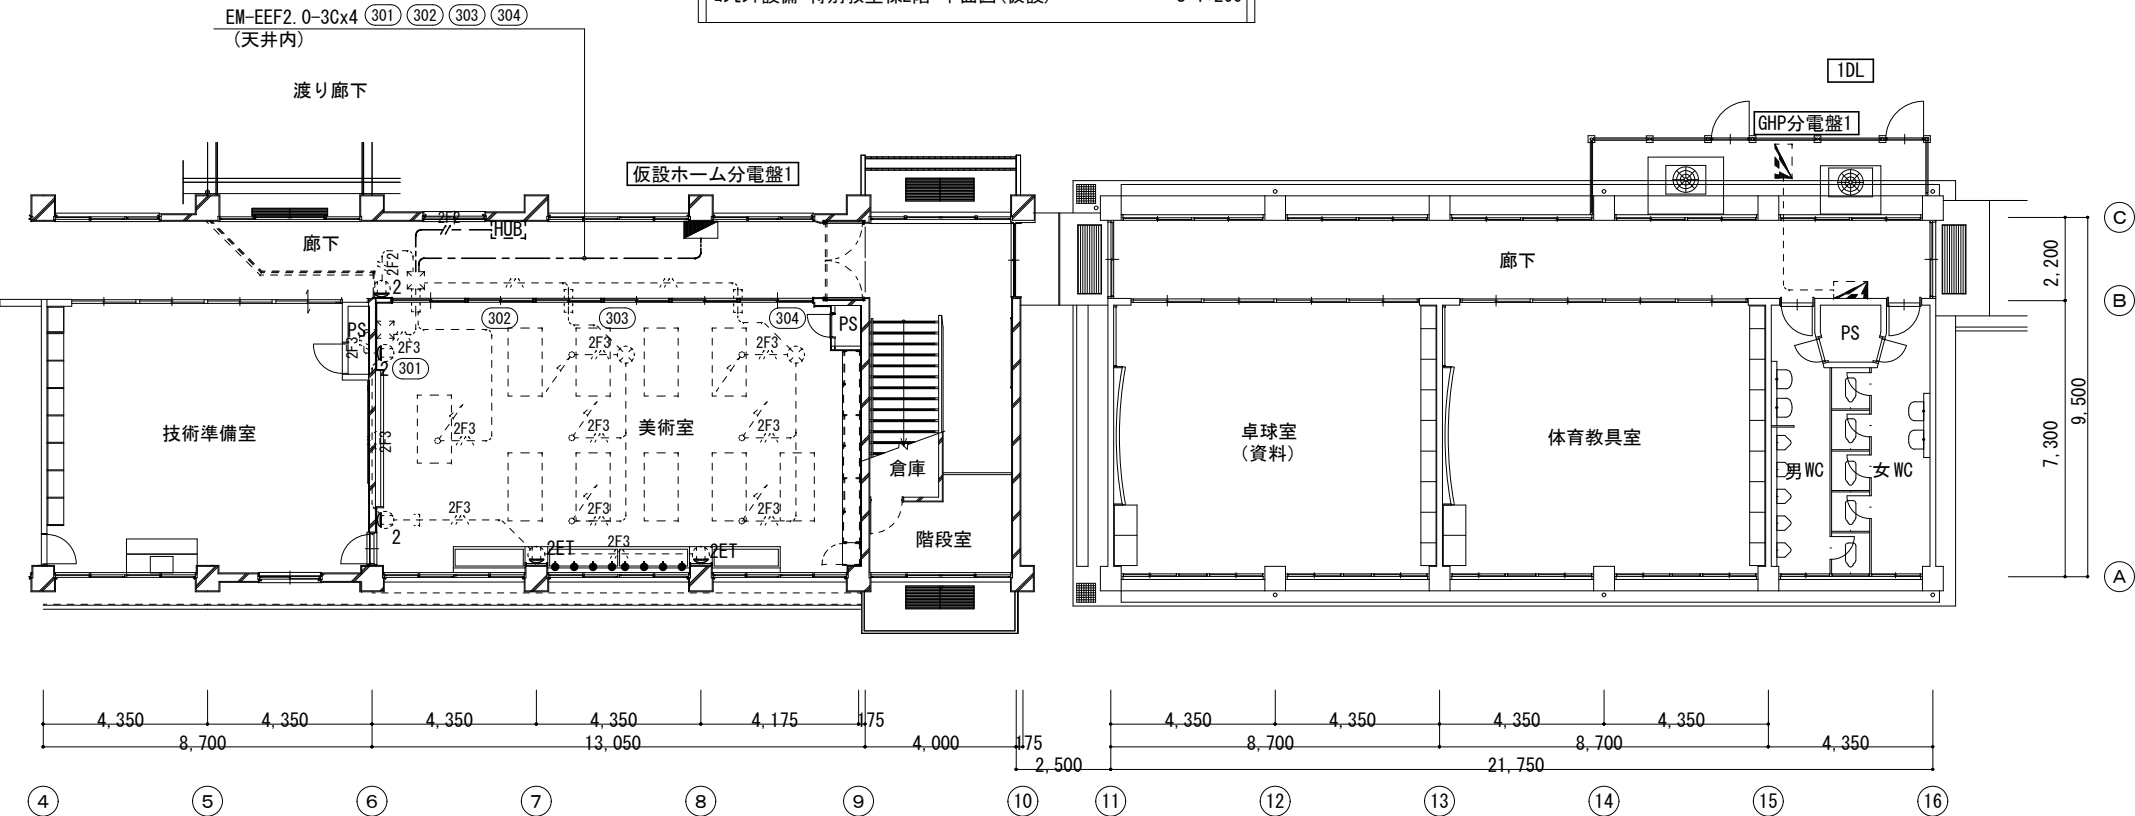 EM-EEF2.0-3Cx4 301 302 303 304
(天井内)
渡り廊下
1DL
GHP分電盤1
仮設ホーム分電盤1
2F2
HUB
廊下
2F2
2
廊下
C
2,200
B
302
303
304
PS
PS
PS
2F3
2F3
2F3
2F3
2
301
9,500
技術準備室
2F3
2F3
2F3
美術室
2F3
卓球室
(資料)
体育教具室
7,300
倉庫
男WC
女WC
2F3
2F3
2F3
2
2ET
2F3
2ET
階段室
A
4,350
4,350
4,350
4,350
4,175
175
4,350
4,350
4,350
4,350
8,700
13,050
4,000
175
8,700
8,700
4,350
2,500
21,750
4
5
6
7
8
9
10
11
12
13
14
15
16